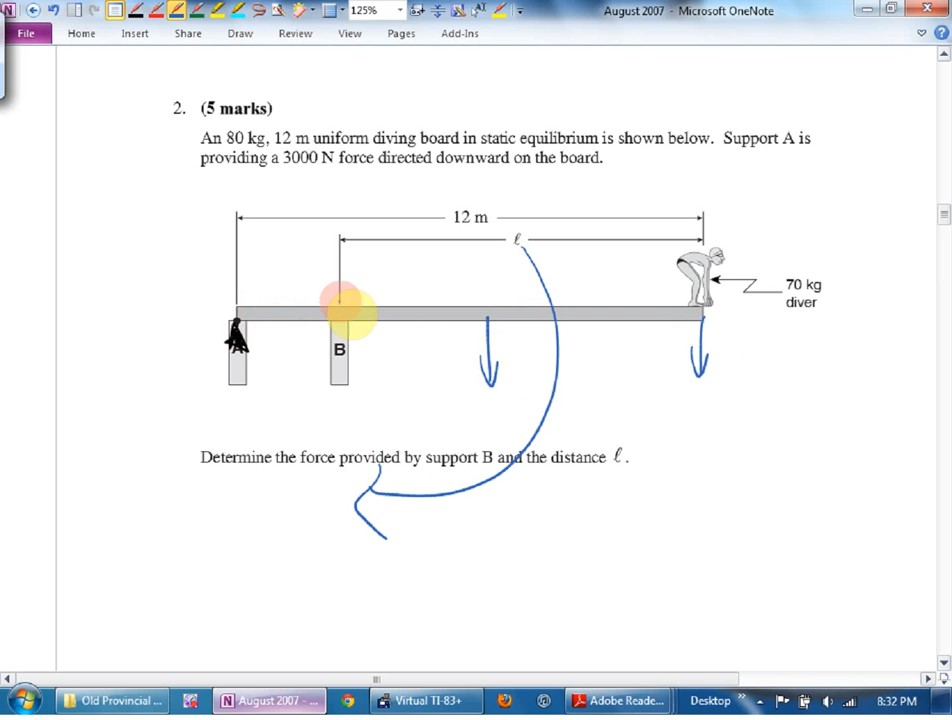 125%
August 2007 - Microsoft OneNote
File Home Insert Share Draw Review View Pages Add-Ins
2. (5 marks)
An 80 kg, 12 m uniform diving board in static equilibrium is shown below. Support A is
providing a 3000 N force directed downward on the board.
12 m
ℓ
70 kg
diver
A
B
Determine the force provided by support B and the distance ℓ.
Old Provincial ... August 2007 - ... Virtual TI-83+ Adobe Reade... Desktop » 8:32 PM